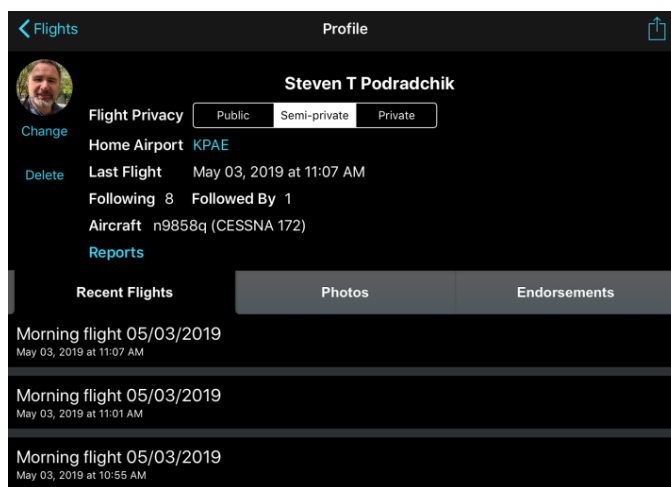 Flights
Profile
Steven T Podradchik
Flight Privacy Public Semi-private Private
Change
Home Airport KPAE
Delete
Last Flight May 03, 2019 at 11:07 AM
Following 8 Followed By 1
Aircraft n9858q (CESSNA 172)
Reports
Recent Flights Photos Endorsements
Morning flight 05/03/2019
May 03, 2019 at 11:07 AM
Morning flight 05/03/2019
May 03, 2019 at 11:01 AM
Morning flight 05/03/2019
May 03, 2019 at 10:55 AM